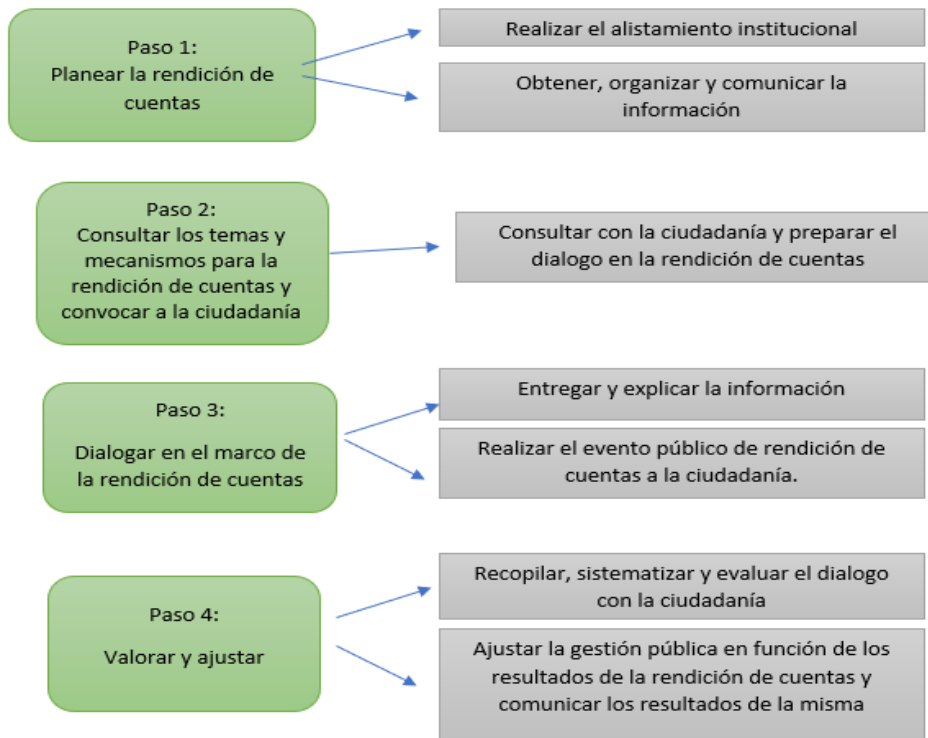 Paso 1:
Planear la rendición de
cuentas
Realizar el alistamiento institucional
Obtener, organizar y comunicar la
información
Paso 2:
Consultar los temas y
mecanismos para la
rendición de cuentas y
convocar a la ciudadanía
Consultar con la ciudadanía y preparar el
dialogo en la rendición de cuentas
Paso 3:
Dialogar en el marco de
la rendición de cuentas
Entregar y explicar la información
Realizar el evento público de rendición de
cuentas a la ciudadanía.
Paso 4:
Valorar y ajustar
Recopilar, sistematizar y evaluar el dialogo
con la ciudadanía
Ajustar la gestión pública en función de los
resultados de la rendición de cuentas y
comunicar los resultados de la misma